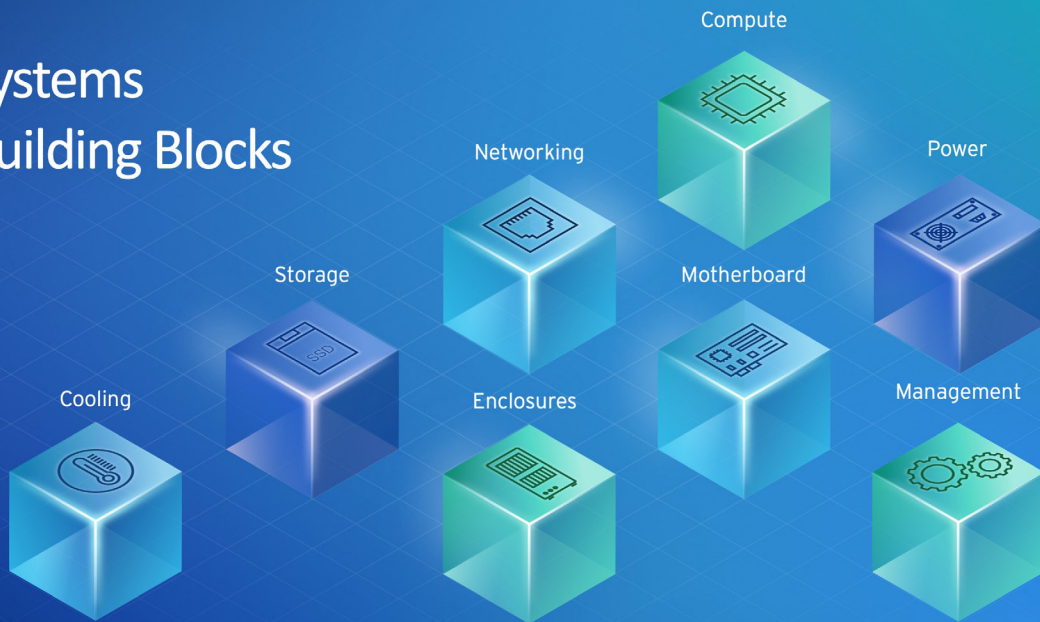 ystems
uilding Blocks
Compute
Networking
Power
Storage
Motherboard
SSD
Cooling
Enclosures
Management